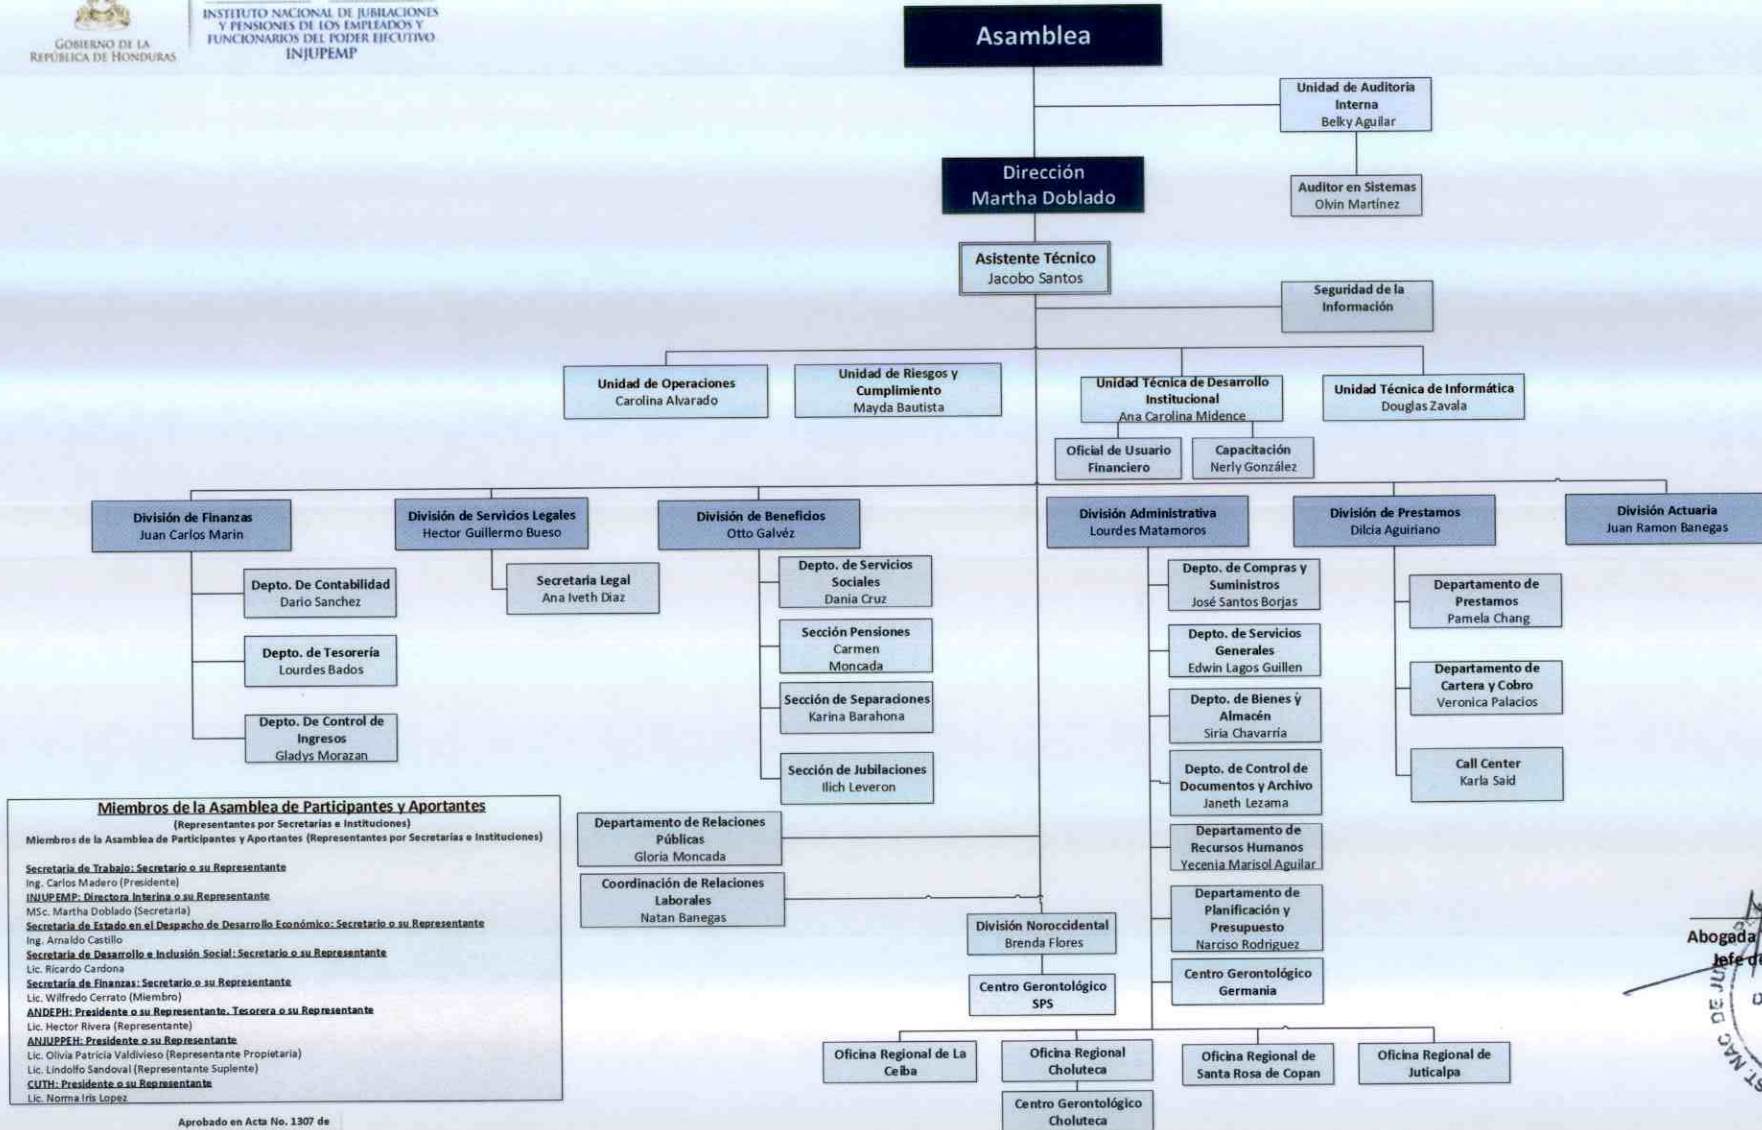 GOBIERNO DE LA
REPÚBLICA DE HONDURAS
INSTITUTO NACIONAL DE JUBILACIONES
Y PENSIONES DE LOS EMPLEADOS Y
FUNCIONARIOS DEL PODER EJECUTIVO
INJUPEMP
Asamblea
Unidad de Auditoria
Interna
Belky Aguilar
Dirección
Martha Doblado
Auditor en Sistemas
Olvin Martínez
Asistente Técnico
Jacobo Santos
Seguridad de la
Información
Unidad de Operaciones
Carolina Alvarado
Unidad de Riesgos y
Cumplimiento
Mayda Bautista
Unidad Técnica de Desarrollo
Institucional
Ana Carolina Midence
Unidad Técnica de Informática
Douglas Zavala
Oficial de Usuario
Financiero
Capacitación
Nerly González
División de Finanzas
Juan Carlos Marin
División de Servicios Legales
Hector Guillermo Bueso
División de Beneficios
Otto Galvéz
División Administrativa
Lourdes Matamoros
División de Prestamos
Dilcia Aguiriano
División Actuaria
Juan Ramon Banegas
Depto. De Contabilidad
Dario Sanchez
Depto. de Tesorería
Lourdes Bados
Depto. De Control de
Ingresos
Gladys Morazan
Secretaria Legal
Ana Iveth Diaz
Depto. de Servicios
Sociales
Dania Cruz
Sección Pensiones
Carmen
Moncada
Sección de Separaciones
Karina Barahona
Sección de Jubilaciones
Ilich Leveron
Depto. de Compras y
Suministros
José Santos Borjas
Depto. de Servicios
Generales
Edwin Lagos Guillen
Depto. de Bienes y
Almacén
Siria Chavarria
Depto. de Control de
Documentos y Archivo
Janeth Lezama
Departamento de
Recursos Humanos
Yecenia Marisol Aguilar
Departamento de
Planificación y
Presupuesto
Narciso Rodriguez
Centro Gerontológico
Germania
Departamento de
Prestamos
Pamela Chang
Departamento de
Cartera y Cobro
Veronica Palacios
Call Center
Karla Said
Departamento de Relaciones
Públicas
Gloria Moncada
Coordinación de Relaciones
Laborales
Natan Banegas
División Noroccidental
Brenda Flores
Centro Gerontológico
SPS
Oficina Regional de La
Ceiba
Oficina Regional
Choluteca
Oficina Regional de
Santa Rosa de Copan
Oficina Regional de
Juticalpa
Centro Gerontológico
Choluteca
Miembros de la Asamblea de Participantes y Aportantes
(Representantes por Secretarias e Instituciones)
Miembros de la Asamblea de Participantes y Aportantes (Representantes por Secretarias e Instituciones)
Secretaria de Trabajo: Secretario o su Representante
Ing. Carlos Madero (Presidente)
INJUPEMP: Directora Interina o su Representante
MSc. Martha Doblado (Secretaria)
Secretaria de Estado en el Despacho de Desarrollo Económico: Secretario o su Representante
Ing. Arnaldo Castillo
Secretaria de Desarrollo e Inclusión Social: Secretario o su Representante
Lic. Ricardo Cardona
Secretaria de Finanzas: Secretario o su Representante
Lic. Wilfredo Cerrato (Miembro)
ANDEPH: Presidente o su Representante. Tesorera o su Representante
Lic. Hector Rivera (Representante)
ANJUPPEH: Presidente o su Representante
Lic. Olivia Patricia Valdivieso (Representante Propietaria)
Lic. Lindolfo Sandoval (Representante Suplente)
CUTH: Presidente o su Representante
Lic. Norma Iris Lopez
Aprobado en Acta No. 1307 de
Abogada
Jefe
NAC. DE